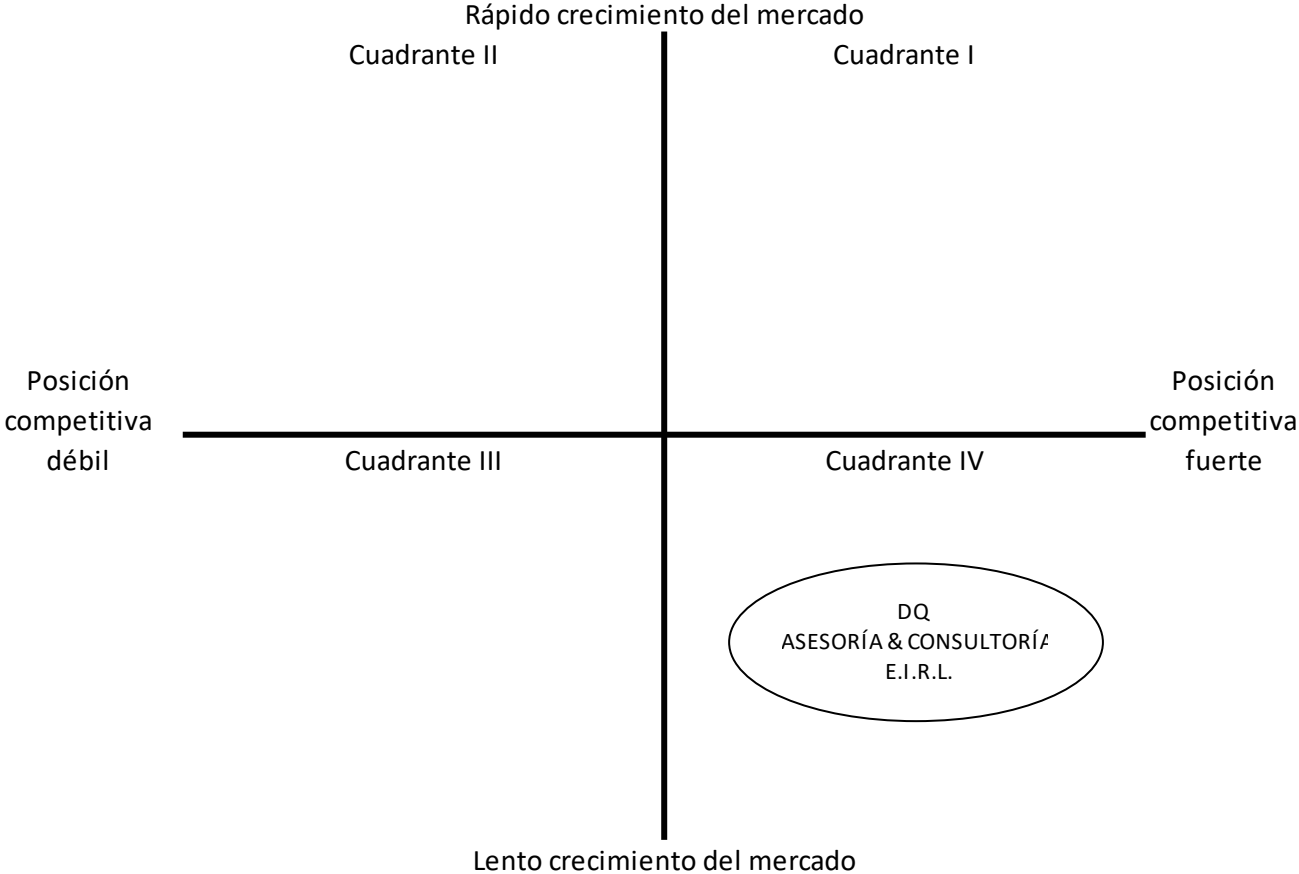 Rápido crecimiento del mercado
Cuadrante II
Cuadrante I
Posición
competitiva
débil
Posición
competitiva
fuerte
Cuadrante III
Cuadrante IV
DQ
ASESORÍA & CONSULTORÍA
E.I.R.L.
Lento crecimiento del mercado